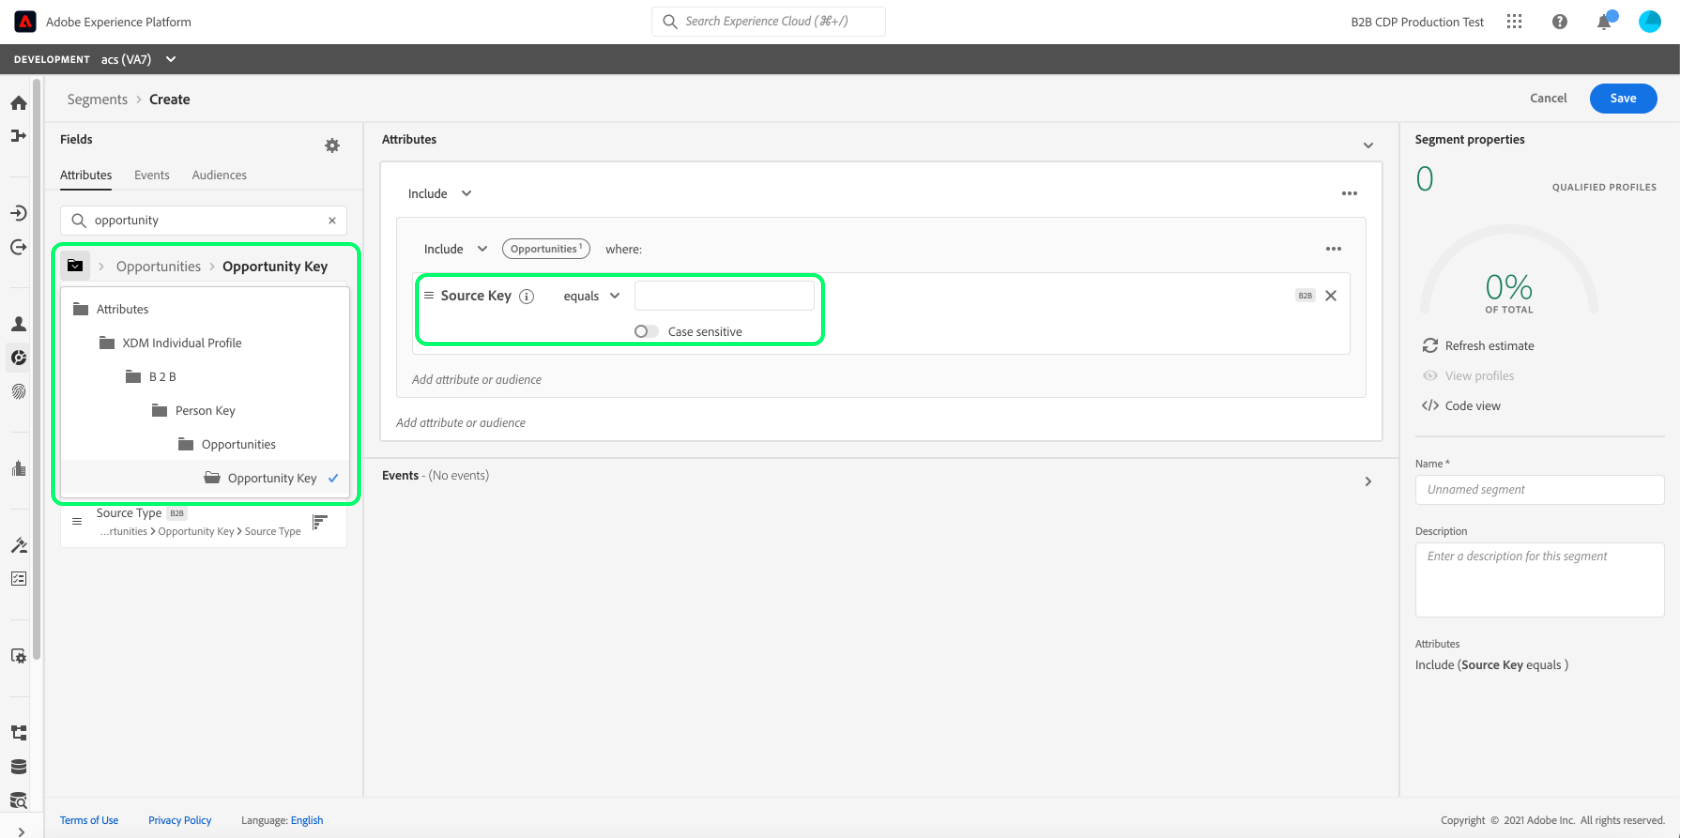 Adobe Experience Platform
Search Experience Cloud (⌘+/)
B2B CDP Production Test
DEVELOPMENT acs (VA7)
Segments > Create
Cancel
Save
Fields
Attributes
Events
Audiences
opportunity
> Opportunities > Opportunity Key
Attributes
XDM Individual Profile
B 2 B
Person Key
Opportunities
Opportunity Key
Source Type B2B
...rtunities > Opportunity Key > Source Type
Attributes
Include
Include Opportunities 1 where:
Source Key equals
B2B
Case sensitive
Add attribute or audience
Add attribute or audience
Events - (No events)
Segment properties
0
QUALIFIED PROFILES
0%
OF TOTAL
Refresh estimate
View profiles
Code view
Name *
Unnamed segment
Description
Enter a description for this segment
Attributes
Include (Source Key equals )
Terms of Use
Privacy Policy
Language: English
Copyright © 2021 Adobe Inc. All rights reserved.